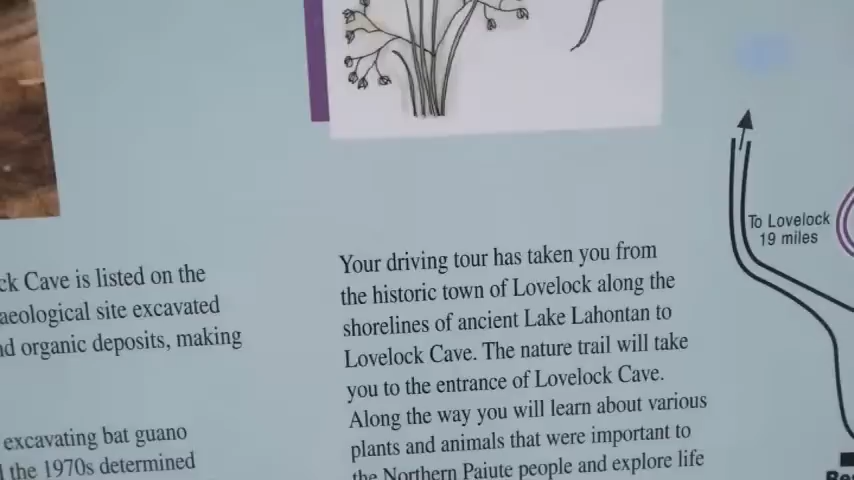 ck Cave is listed on the
aeological site excavated
nd organic deposits, making
excavating bat guano
the 1970s determined
Your driving tour has taken you from
the historic town of Lovelock along the
shorelines of ancient Lake Lahontan to
Lovelock Cave. The nature trail will take
you to the entrance of Lovelock Cave.
Along the way you will learn about various
plants and animals that were important to
the Northern Paiute people and explore life
To Lovelock
19 miles